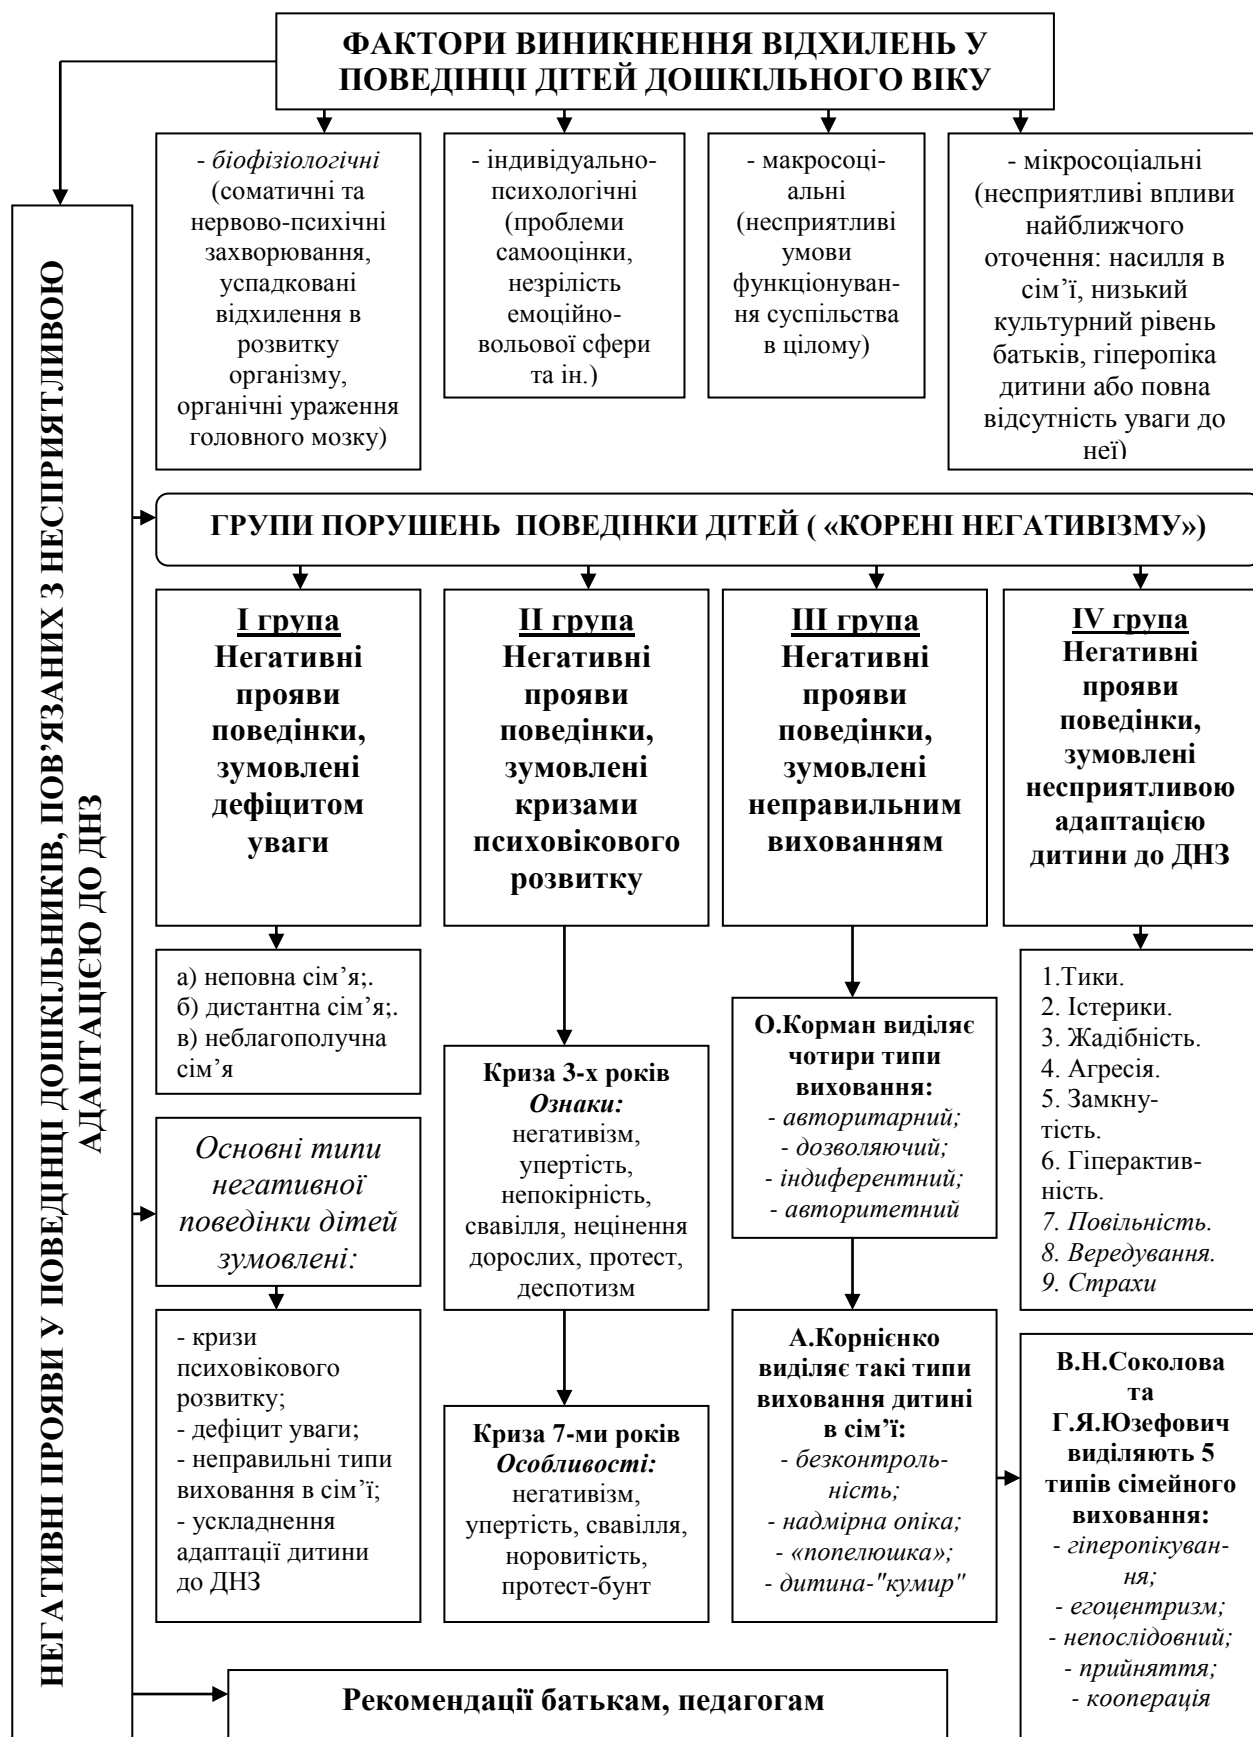 ФАКТОРИ ВИНИКНЕННЯ ВІДХИЛЕНЬ У
ПОВЕДІНЦІ ДІТЕЙ ДОШКІЛЬНОГО ВІКУ
- біофізіологічні
(соматичні та
нервово-психічні
захворювання,
успадковані
відхилення в
розвитку
організму,
органічні ураження
головного мозку)
- індивідуально-
психологічні
(проблеми
самооцінки,
незрілість
емоційно-
вольової сфери
та ін.)
- макросоці-
альні
(несприятливі
умови
функціонуван-
ня суспільства
в цілому)
- мікросоціальні
(несприятливі впливи
найближчого
оточення: насилля в
сім’ї, низький
культурний рівень
батьків, гіперопіка
дитини або повна
відсутність уваги до
неї)
НЕГАТИВНІ ПРОЯВИ У ПОВЕДІНЦІ ДОШКІЛЬНИКІВ, ПОВ’ЯЗАНИХ З НЕСПРИЯТЛИВОЮ
АДАПТАЦІЄЮ ДО ДНЗ
ГРУПИ ПОРУШЕНЬ ПОВЕДІНКИ ДІТЕЙ ( «КОРЕНІ НЕГАТИВІЗМУ»)
І група
Негативні
прояви
поведінки,
зумовлені
дефіцитом
уваги
ІІ група
Негативні
прояви
поведінки,
зумовлені
кризами
психовікового
розвитку
ІІІ група
Негативні
прояви
поведінки,
зумовлені
неправильним
вихованням
IV група
Негативні
прояви
поведінки,
зумовлені
несприятливою
адаптацією
дитини до ДНЗ
а) неповна сім’я;.
б) дистантна сім’я;.
в) неблагополучна
сім’я
Основні типи
негативної
поведінки дітей
зумовлені:
- кризи
психовікового
розвитку;
- дефіцит уваги;
- неправильні типи
виховання в сім’ї;
- ускладнення
адаптації дитини
до ДНЗ
Криза 3-х років
Ознаки:
негативізм,
упертість,
непокірність,
свавілля, нецінення
дорослих, протест,
деспотизм
Криза 7-ми років
Особливості:
негативізм,
упертість, свавілля,
норовитість,
протест-бунт
О.Корман виділяє
чотири типи
виховання:
- авторитарний;
- дозволяючий;
- індиферентний;
- авторитетний
А.Корнієнко
виділяє такі типи
виховання дитині
в сім’ї:
- безконтроль-
ність;
- надмірна опіка;
- «попелюшка»;
- дитина-"кумир"
1.Тики.
2. Істерики.
3. Жадібність.
4. Агресія.
5. Замкну-
тість.
6. Гіперактив-
ність.
7. Повільність.
8. Вередування.
9. Страхи
В.Н.Соколова
та
Г.Я.Юзефович
виділяють 5
типів сімейного
виховання:
- гіперопікуван-
ня;
- егоцентризм;
- непослідовний;
- прийняття;
- кооперація
Рекомендації батькам, педагогам